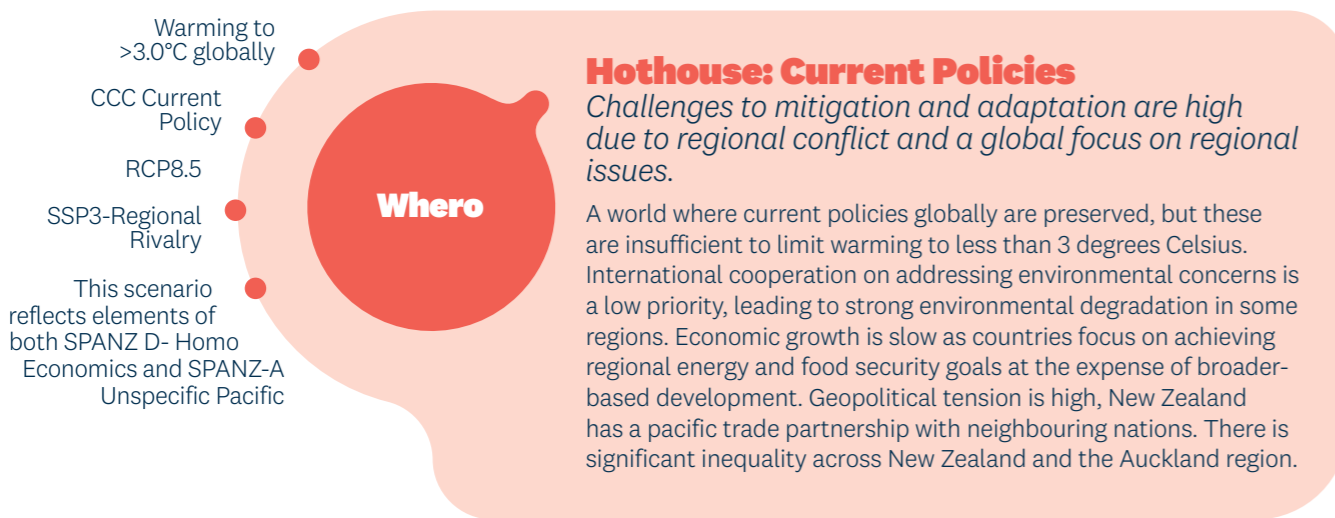 Warming to
>3.0°C globally
CCC Current
Policy
RCP8.5
SSP3-Regional
Rivalry
This scenario
reflects elements of
both SPANZ D- Homo
Economics and SPANZ-A
Unspecific Pacific
Whero
Hothouse: Current Policies
Challenges to mitigation and adaptation are high
due to regional conflict and a global focus on regional
issues.
A world where current policies globally are preserved, but these
are insufficient to limit warming to less than 3 degrees Celsius.
International cooperation on addressing environmental concerns is
a low priority, leading to strong environmental degradation in some
regions. Economic growth is slow as countries focus on achieving
regional energy and food security goals at the expense of broader-
based development. Geopolitical tension is high, New Zealand
has a pacific trade partnership with neighbouring nations. There is
significant inequality across New Zealand and the Auckland region.